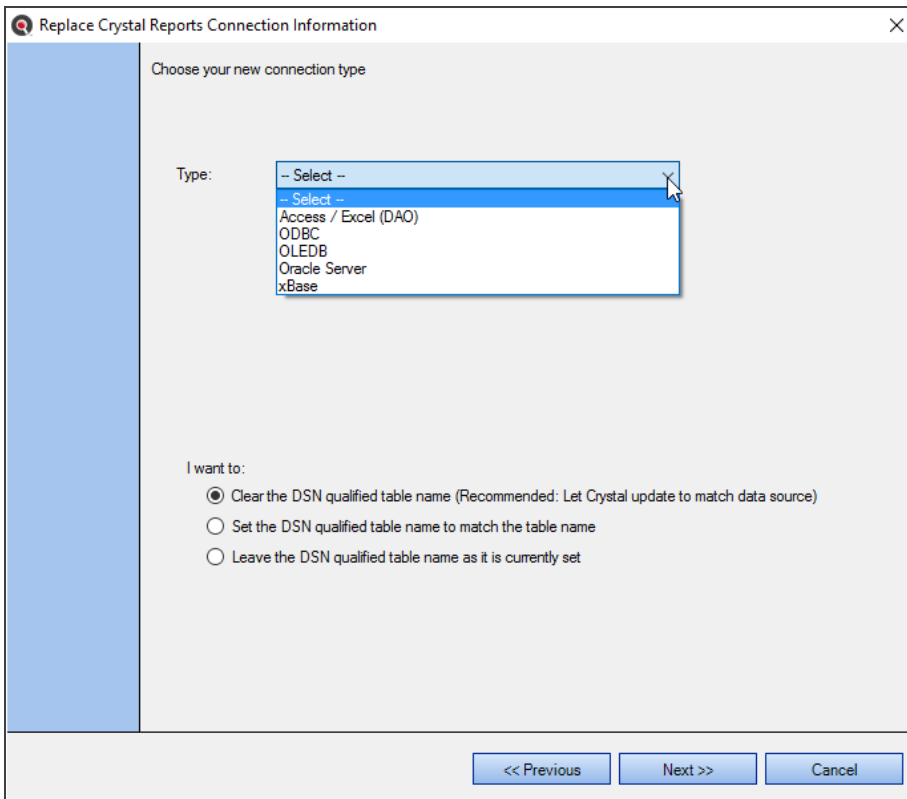 Replace Crystal Reports Connection Information
Choose your new connection type
Type: -- Select --
-- Select --
Access / Excel (DAO)
ODBC
OLEDB
Oracle Server
xBase
I want to:
Clear the DSN qualified table name (Recommended: Let Crystal update to match data source)
Set the DSN qualified table name to match the table name
Leave the DSN qualified table name as it is currently set
<< Previous Next >> Cancel